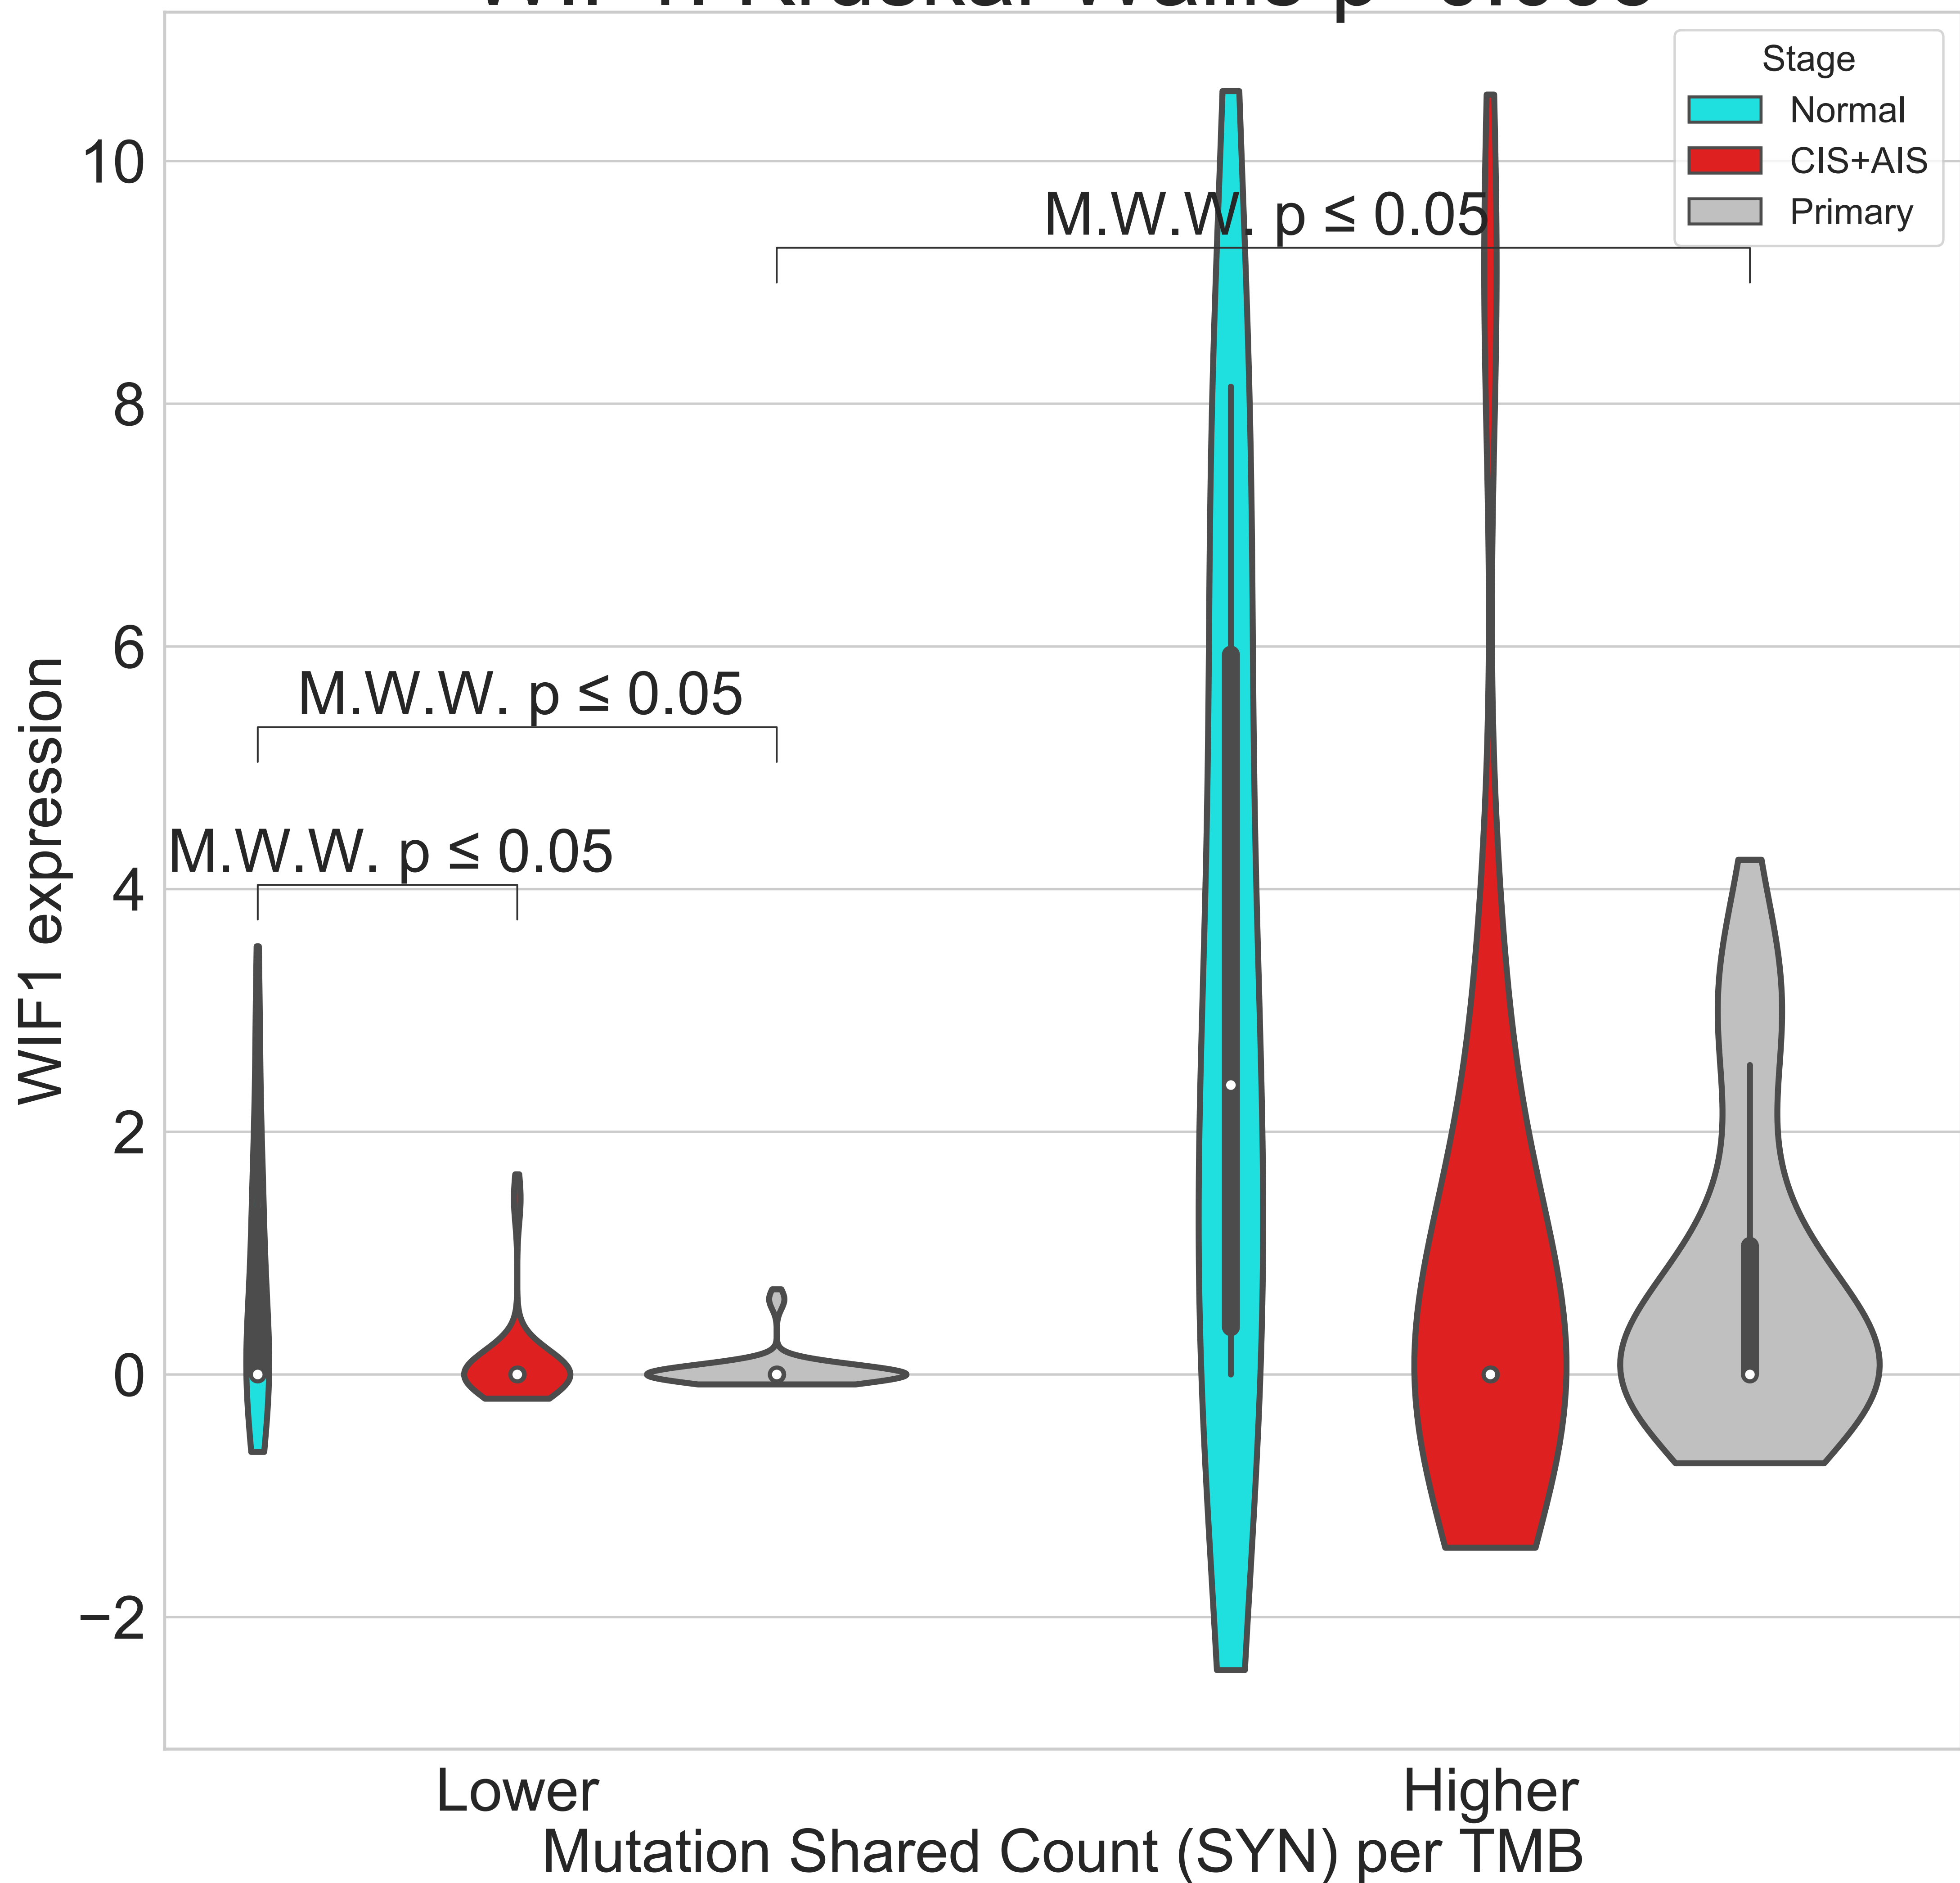 Stage
Normal
CIS+AIS
Primary
10
8
6
4
2
0
−2
M.W.W. p ≤ 0.05
M.W.W. p ≤ 0.05
M.W.W. p ≤ 0.05
WIF1 expression
Lower
Higher
Mutation Shared Count (SYN) per TMB